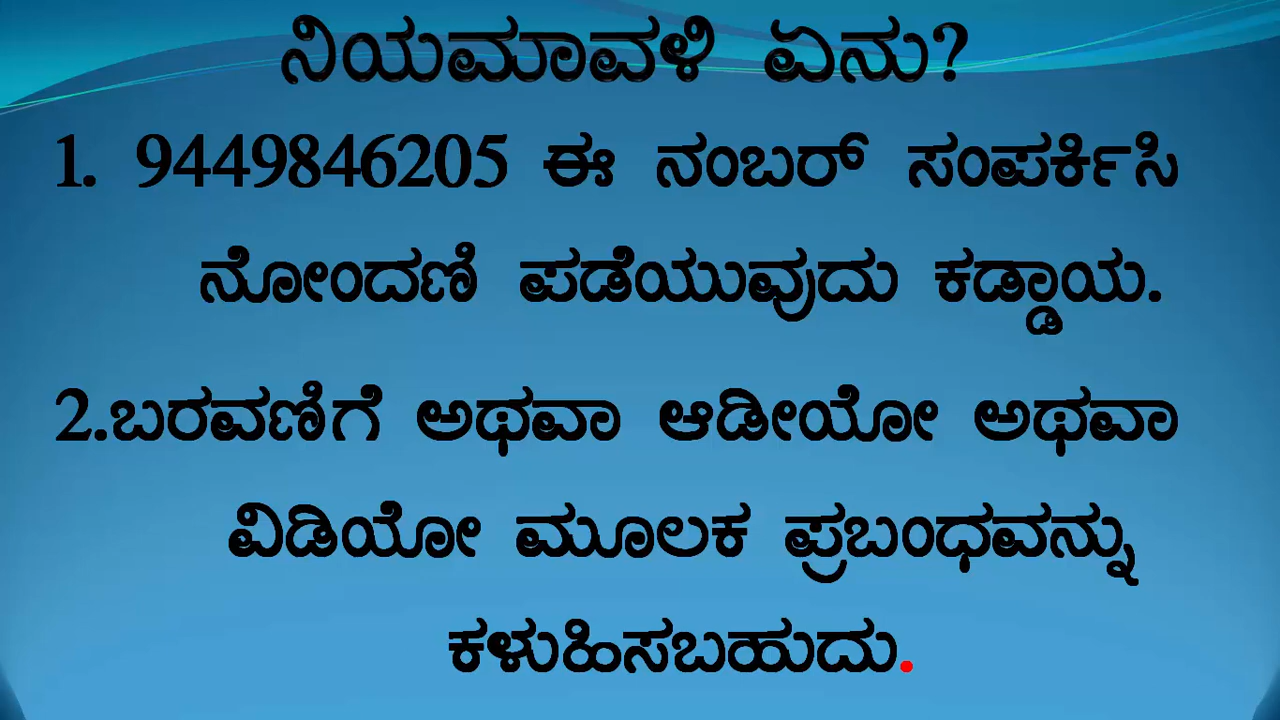 ನಿಯಮಾವಳಿ ಏನು?
1. 9449846205 ಈ ನಂಬರ್ ಸಂಪರ್ಕಿಸಿ
ನೋಂದಣಿ ಪಡೆಯುವುದು ಕಡ್ಡಾಯ.
2.ಬರವಣಿಗೆ ಅಥವಾ ಆಡೀಯೋ ಅಥವಾ
ವಿಡಿಯೋ ಮೂಲಕ ಪ್ರಬಂಧವನ್ನು
ಕಳುಹಿಸಬಹುದು.